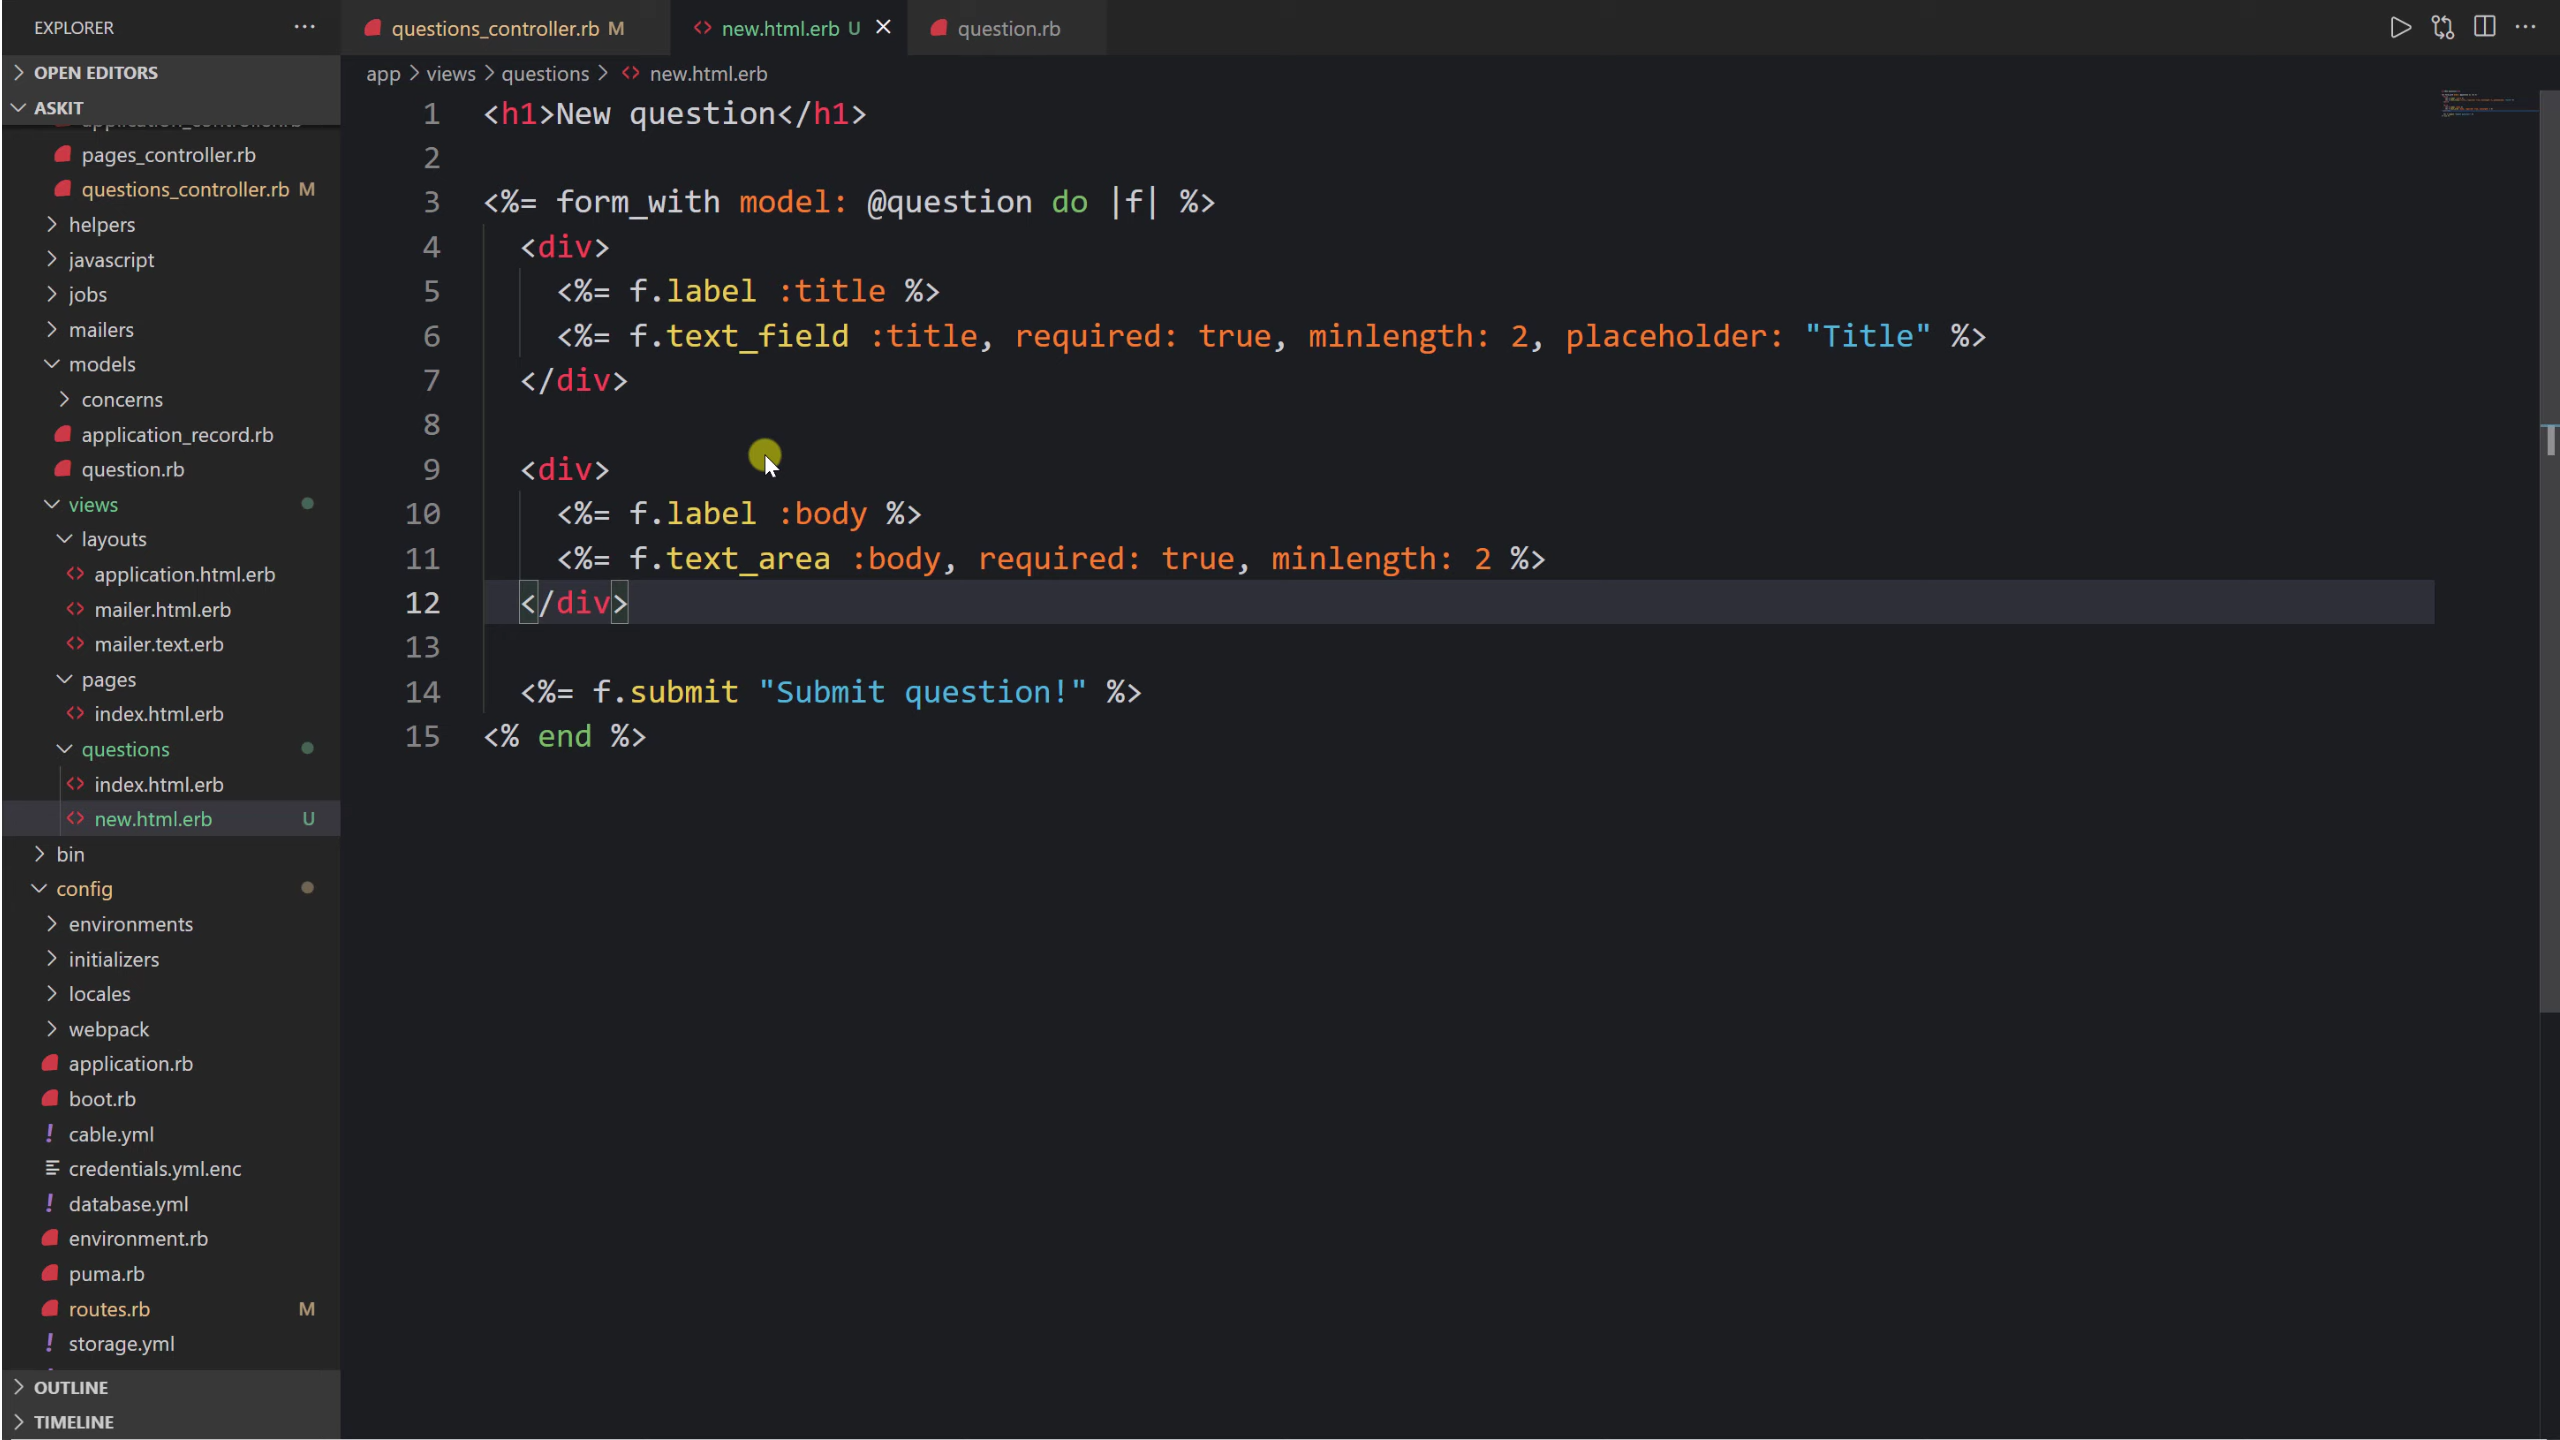 EXPLORER
OPEN EDITORS
ASKIT
pages_controller.rb
questions_controller.rb M
helpers
javascript
jobs
mailers
models
concerns
application_record.rb
question.rb
views
layouts
application.html.erb
mailer.html.erb
mailer.text.erb
pages
index.html.erb
questions
index.html.erb
new.html.erb U
bin
config
environments
initializers
locales
webpack
application.rb
boot.rb
cable.yml
credentials.yml.enc
database.yml
environment.rb
puma.rb
routes.rb M
storage.yml
OUTLINE
TIMELINE
questions_controller.rb M new.html.erb U question.rb
app > views > questions > new.html.erb
1 <h1>New question</h1>
2
3 <%= form_with model: @question do |f| %>
4 <div>
5 <%= f.label :title %>
6 <%= f.text_field :title, required: true, minlength: 2, placeholder: "Title" %>
7 </div>
8
9 <div>
10 <%= f.label :body %>
11 <%= f.text_area :body, required: true, minlength: 2 %>
12 </div>
13
14 <%= f.submit "Submit question!" %>
15 <% end %>